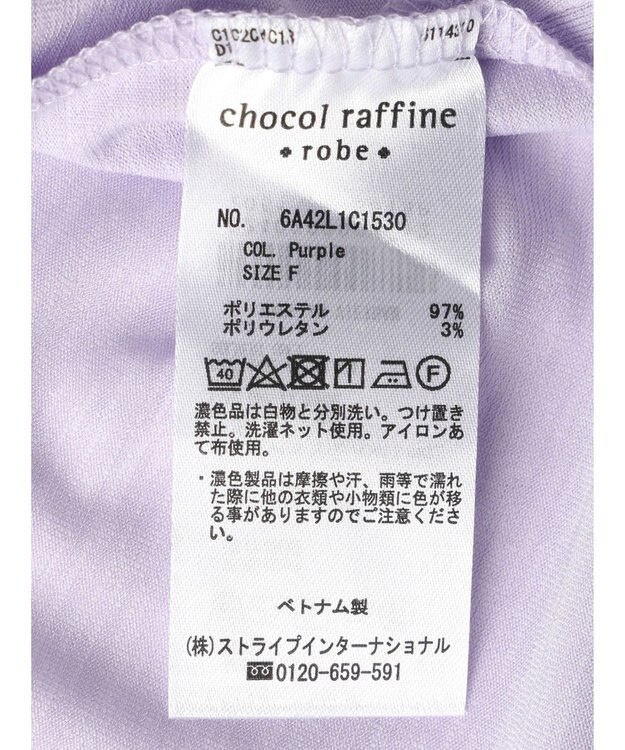 chocol raffine
robe
NO. 6A42L1C1530
COL. Purple
SIZE F
ポリエステル 97%
ポリウレタン 3%
40
F
濃色品は白物と分別洗い。つけ置き
禁止。洗濯ネット使用。アイロンあ
て布使用。
・濃色製品は摩擦や汗、雨等で濡れ
た際に他の衣類や小物類に色が移
る事がありますのでご注意くださ
い。
ベトナム製
(株)ストライプインターナショナル
0120-659-591